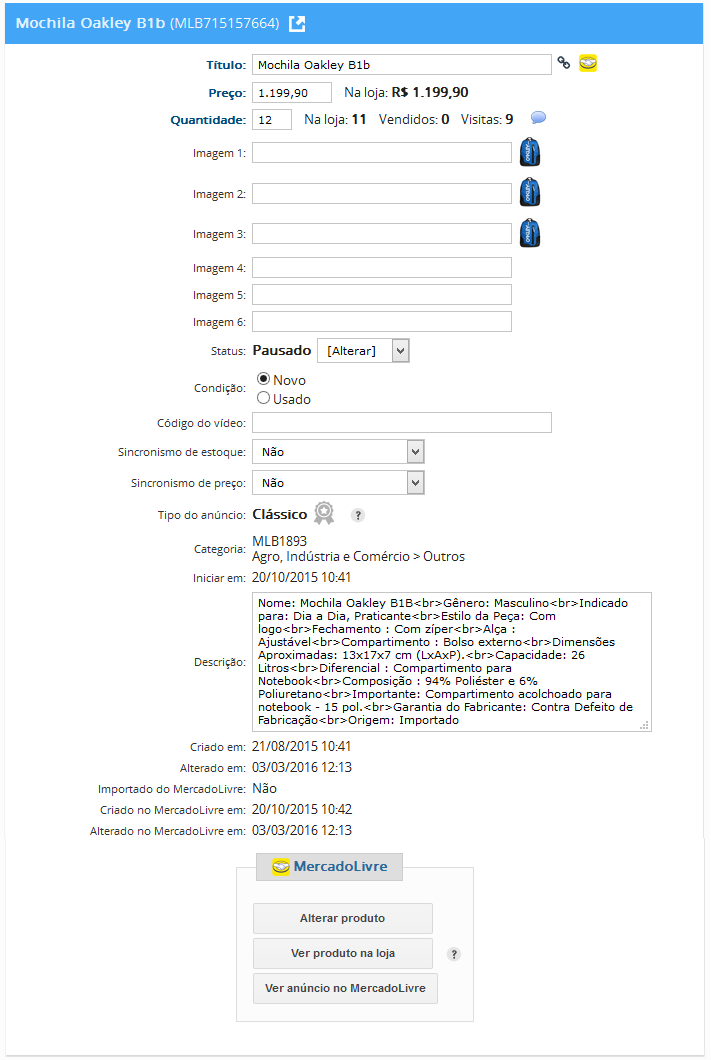 Mochila Oakley B1b (MLB715157664)
Título: Mochila Oakley B1b
Preço: 1.199,90 Na loja: R$ 1.199,90
Quantidade: 12 Na loja: 11 Vendidos: 0 Visitas: 9
Imagem 1:
Imagem 2:
Imagem 3:
Imagem 4:
Imagem 5:
Imagem 6:
Status: Pausado [Alterar]
Condição: Novo
Usado
Código do vídeo:
Sincronismo de estoque: Não
Sincronismo de preço: Não
Tipo do anúncio: Clássico ?
Categoria: MLB1893
Agro, Indústria e Comércio > Outros
Iniciar em: 20/10/2015 10:41
Descrição:
Nome: Mochila Oakley B1B<br>Gênero: Masculino<br>Indicado
para: Dia a Dia, Praticante<br>Estilo da Peça: Com
logo<br>Fechamento : Com zíper<br>Alça :
Ajustável<br>Compartimento : Bolso externo<br>Dimensões
Aproximadas: 13x17x7 cm (LxAxP).<br>Capacidade: 26
Litros<br>Diferencial : Compartimento para
Notebook<br>Composição : 94% Poliéster e 6%
Poliuretano<br>Importante: Compartimento acolchoado para
notebook - 15 pol.<br>Garantia do Fabricante: Contra Defeito de
Fabricação<br>Origem: Importado
Criado em: 21/08/2015 10:41
Alterado em: 03/03/2016 12:13
Importado do MercadoLivre: Não
Criado no MercadoLivre em: 20/10/2015 10:42
Alterado no MercadoLivre em: 03/03/2016 12:13
MercadoLivre
Alterar produto
Ver produto na loja ?
Ver anúncio no MercadoLivre